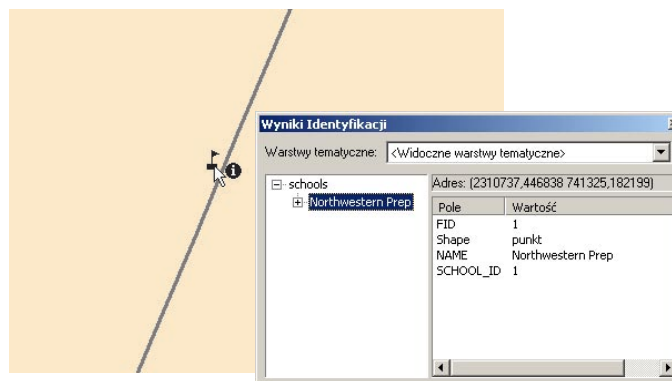 Wyniki Identyfikacji
Warstwy tematyczne: <Widoczne warstwy tematyczne>
schools
Northwestern Prep
Adres: (2310737,446838 741325,182199)
Pole Wartość
FID 1
Shape punkt
NAME Northwestern Prep
SCHOOL_ID 1